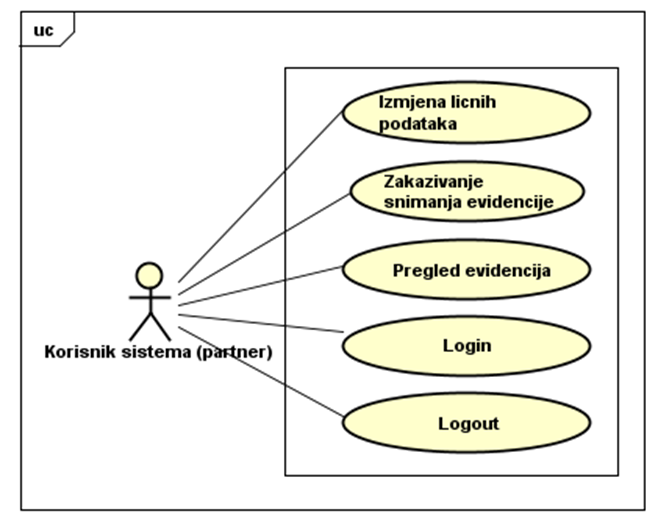 uc
Izmjena licnih
podataka
Zakazivanje
snimanja evidencije
Pregled evidencija
Login
Korisnik sistema (partner)
Logout